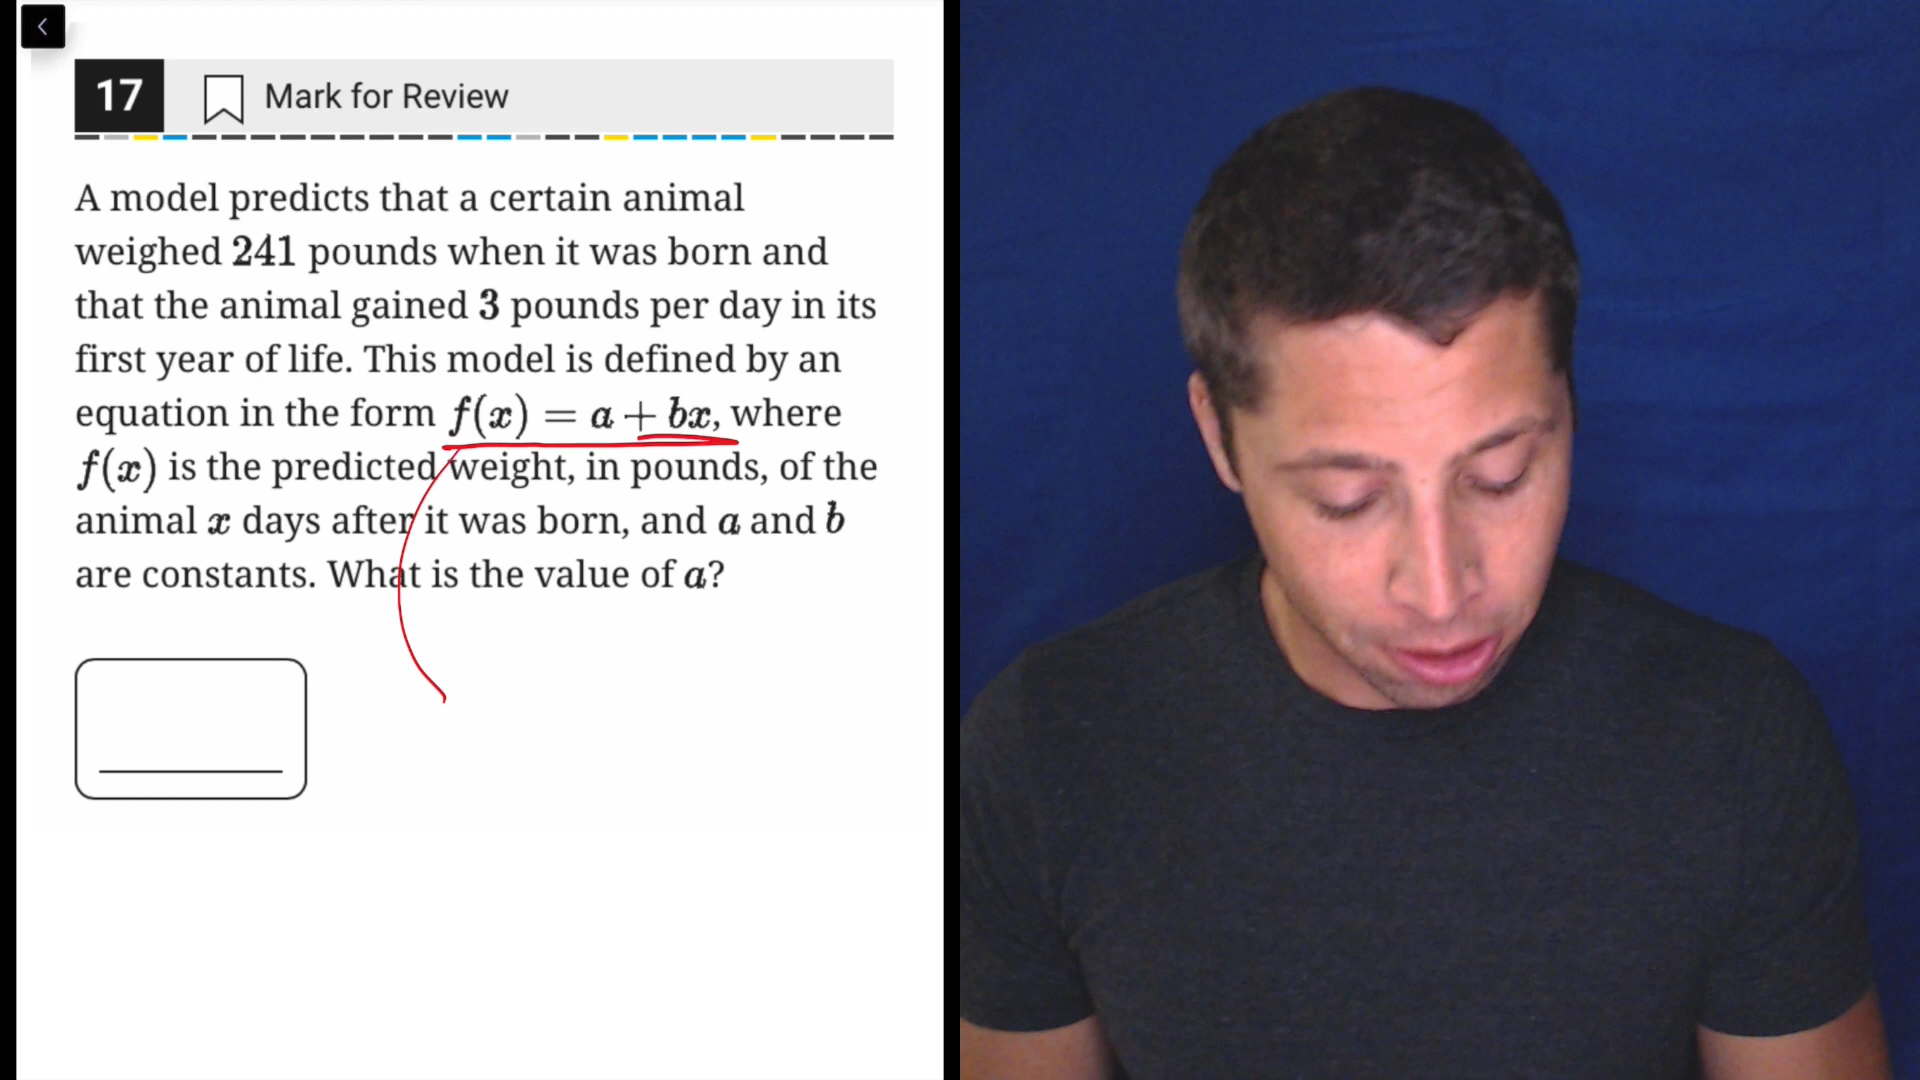 17 Mark for Review
A model predicts that a certain animal
weighed 241 pounds when it was born and
that the animal gained 3 pounds per day in its
first year of life. This model is defined by an
equation in the form f(x) = a + bx, where
f(x) is the predicted weight, in pounds, of the
animal x days after it was born, and a and b
are constants. What is the value of a?